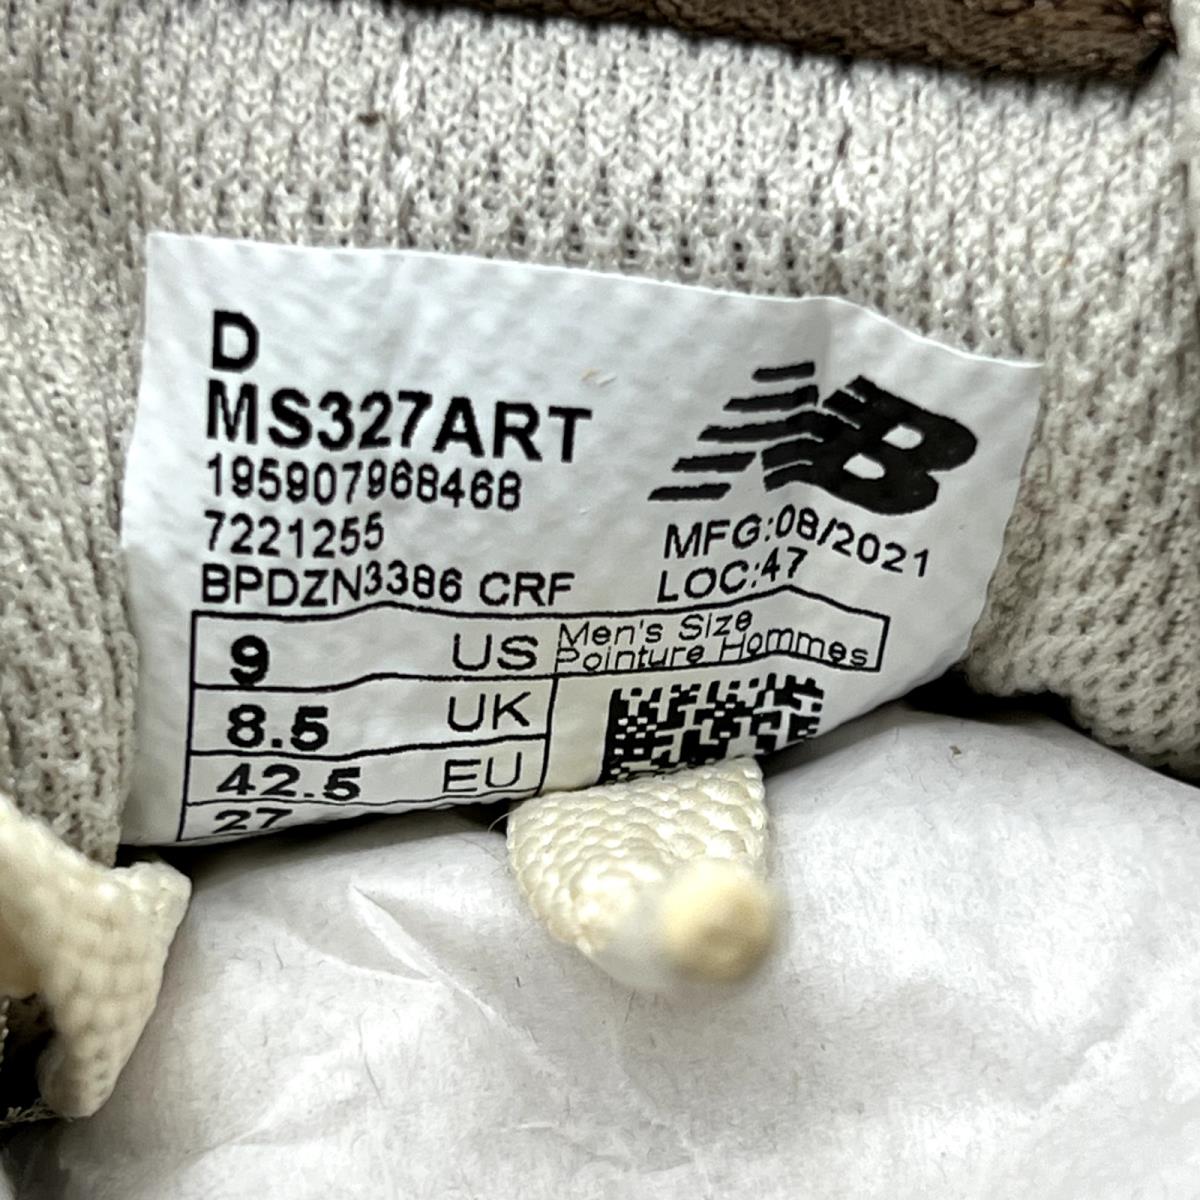 D
MS327ART
195907968468
7221255
BPDZN3386 CRF
NB
MFG:08/2021
LOC:47
9 US
Men's Size
Pointure Hommes
8.5 UK
42.5 EU
27